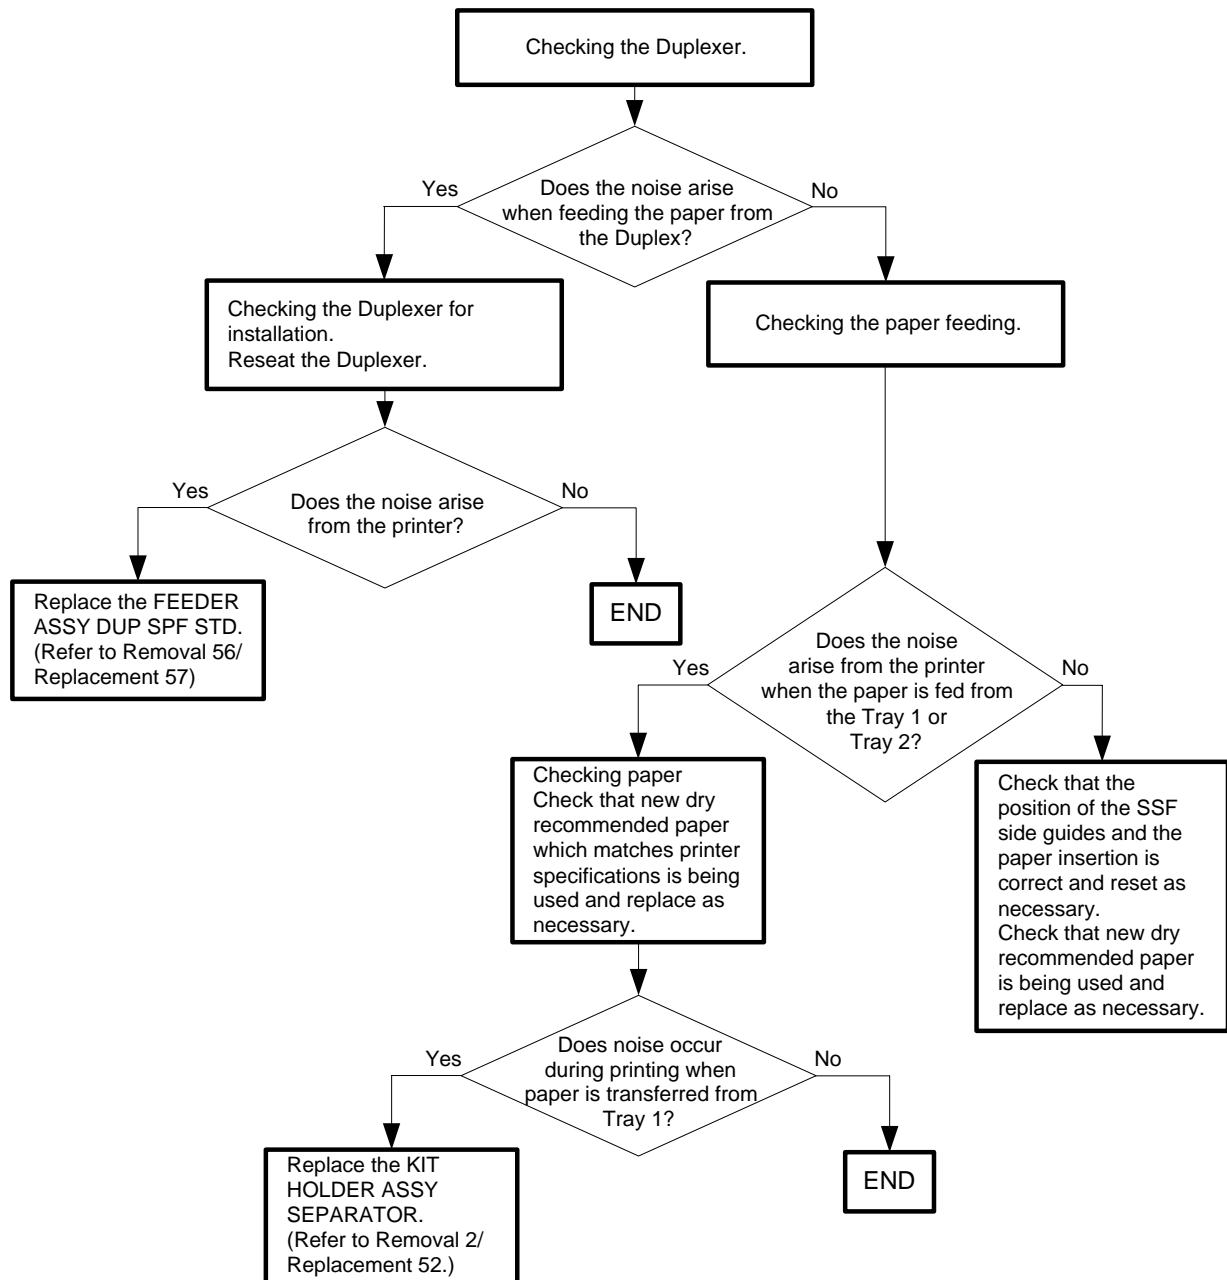 Checking the Duplexer.
Yes
Does the noise arise
when feeding the paper from
the Duplex?
No
Checking the Duplexer for
installation.
Reseat the Duplexer.
Checking the paper feeding.
Yes
Does the noise arise
from the printer?
No
Replace the FEEDER
ASSY DUP SPF STD.
(Refer to Removal 56/
Replacement 57)
END
Yes
Does the noise
arise from the printer
when the paper is fed from
the Tray 1 or
Tray 2?
No
Checking paper
Check that new dry
recommended paper
which matches printer
specifications is being
used and replace as
necessary.
Check that the
position of the SSF
side guides and the
paper insertion is
correct and reset as
necessary.
Check that new dry
recommended paper
is being used and
replace as necessary.
Yes
Does noise occur
during printing when
paper is transferred from
Tray 1?
No
Replace the KIT
HOLDER ASSY
SEPARATOR.
(Refer to Removal 2/
Replacement 52.)
END